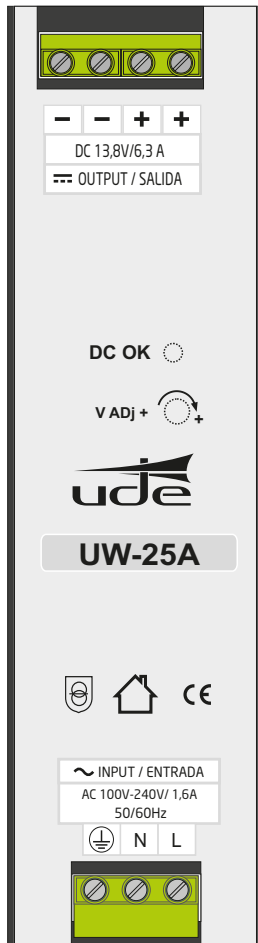 − − + +
DC 13,8V/6,3 A
⎓ OUTPUT / SALIDA
DC OK
V ADj +
+
ude
UW-25A
CE
∼ INPUT / ENTRADA
AC 100V-240V/ 1,6A
50/60Hz
N L